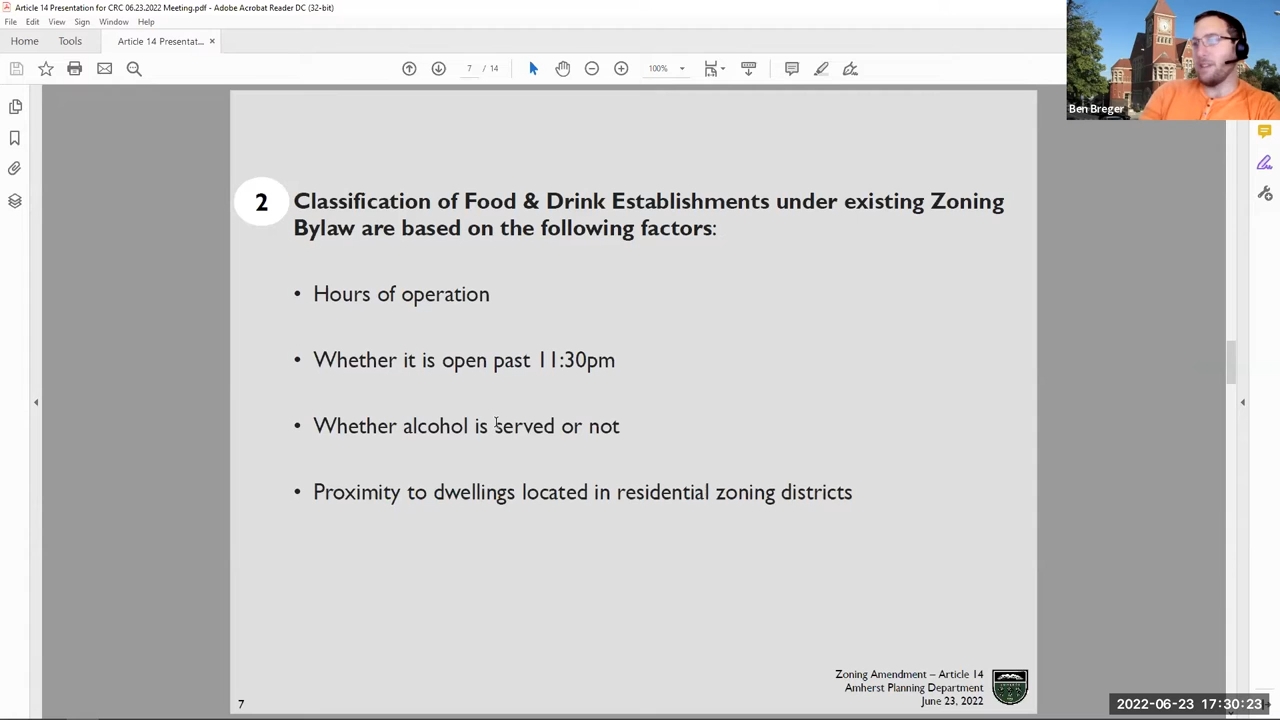 Article 14 Presentation for CRC 06.23.2022 Meeting.pdf - Adobe Acrobat Reader DC (32-bit)
File Edit View Sign Window Help
Home Tools Article 14 Presentat... ×
7 / 14 100%
Ben Breger
2 Classification of Food & Drink Establishments under existing Zoning
Bylaw are based on the following factors:
• Hours of operation
• Whether it is open past 11:30pm
• Whether alcohol is served or not
• Proximity to dwellings located in residential zoning districts
Zoning Amendment – Article 14
Amherst Planning Department
June 23, 2022
7
2022-06-23 17:30:23